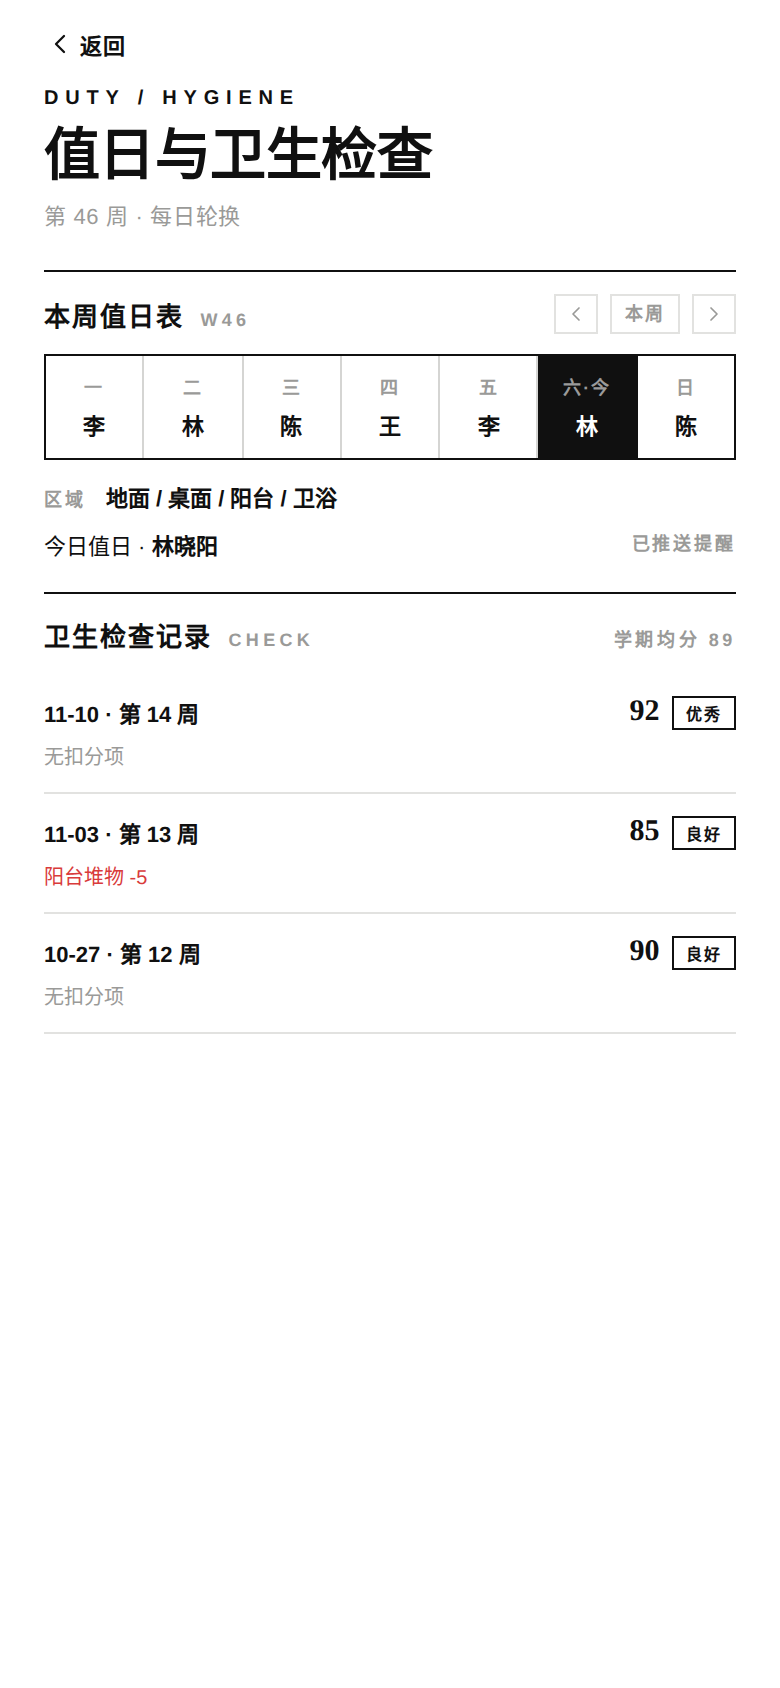 返回
DUTY / HYGIENE
值日与卫生检查
第 46 周 · 每日轮换
本周值日表 W46 本周
一 二 三 四 五 六·今 日
李 林 陈 王 李 林 陈
区域 地面 / 桌面 / 阳台 / 卫浴
今日值日 · 林晓阳 已推送提醒
卫生检查记录 CHECK 学期均分 89
11-10 · 第 14 周 92 优秀
无扣分项
11-03 · 第 13 周 85 良好
阳台堆物 -5
10-27 · 第 12 周 90 良好
无扣分项